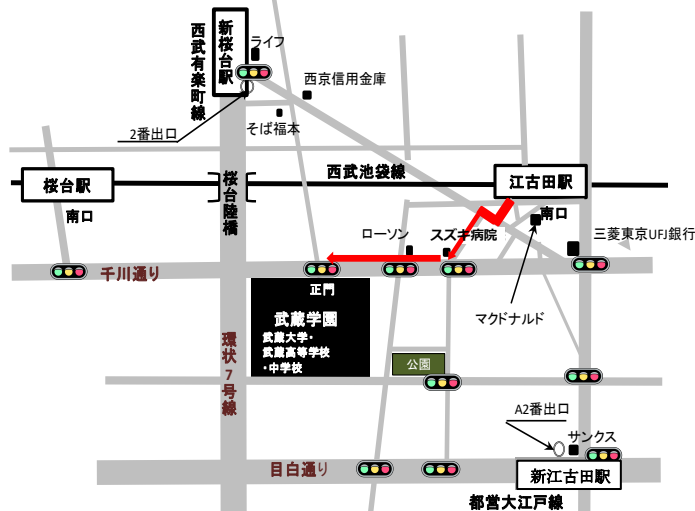 新桜台駅
西武有楽町線
ライフ
西京信用金庫
そば福本
2番出口
桜台駅
南口
桜台陸橋
西武池袋線
江古田駅
南口
三菱東京UFJ銀行
ローソン
スズキ病院
マクドナルド
千川通り
正門
武蔵学園
武蔵大学・
武蔵高等学校
・中学校
環状7号線
公園
A2番出口
サンクス
目白通り
新江古田駅
都営大江戸線